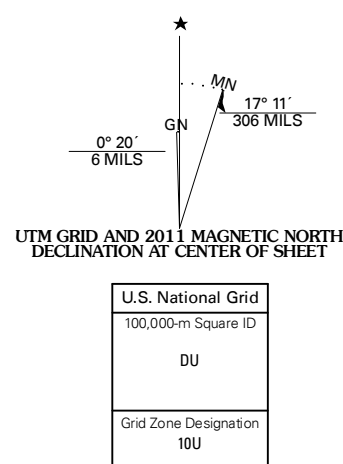 MN
17° 11´
306 MILS
GN
0° 20´
6 MILS
UTM GRID AND 2011 MAGNETIC NORTH
DECLINATION AT CENTER OF SHEET
U.S. National Grid
100,000-m Square ID
DU
Grid Zone Designation
10U